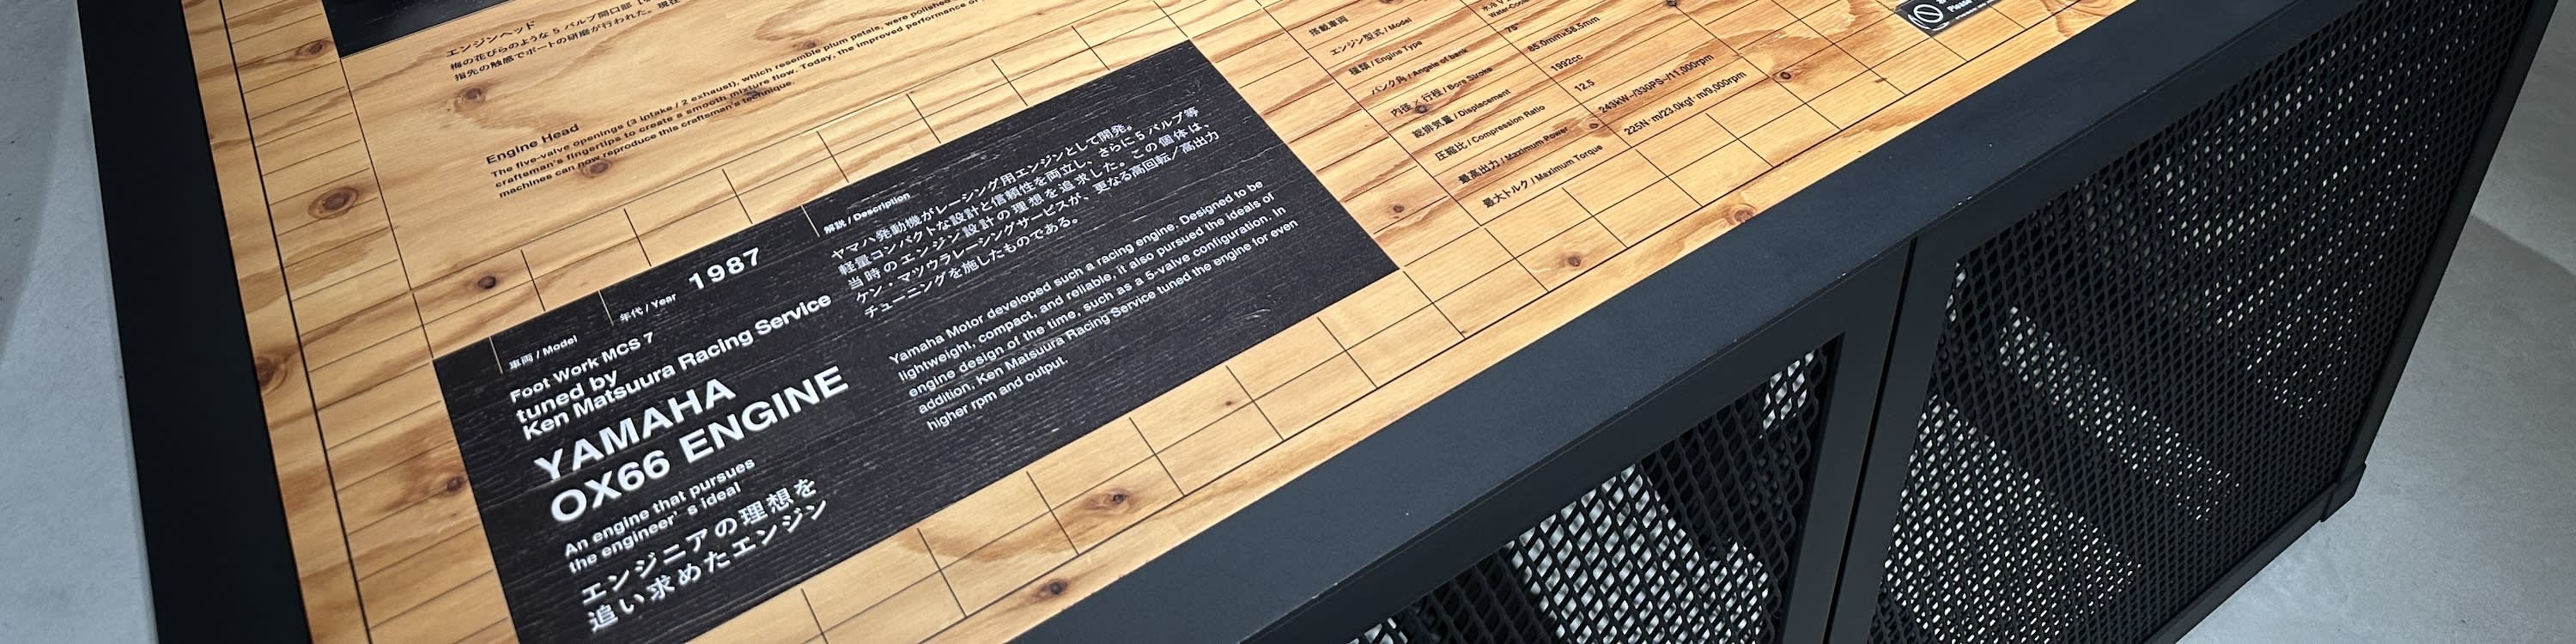 エンジンヘッド
梅の花びらのような 5 バルブ開口部
指先の触感でポートの研磨が行われた。現在
Engine Head
The five-valve openings (3 intake / 2 exhaust), which resemble plum petals, were polished
craftsman's fingertips to create a smooth mixture flow. Today, the improved performance
machines can now reproduce this craftsman's technique.
車両 / Model
Foot Work MCS 7
tuned by
Ken Matsuura Racing Service
年代 / Year
1987
YAMAHA
OX66 ENGINE
An engine that pursues
the engineer's ideal
エンジニアの理想を
追い求めたエンジン
解説 / Description
ヤマハ発動機がレーシング用エンジンとして開発。
軽量コンパクトな設計と信頼性を両立し、さらに 5 バルブ等
当時のエンジン設計の理想を追求した。この個体は、
ケン・マツウラレーシングサービスが、更なる高回転／高出力
チューニングを施したものである。
Yamaha Motor developed such a racing engine. Designed to be
lightweight, compact, and reliable, it also pursued the ideals of
engine design of the time, such as a 5-valve configuration. In
addition, Ken Matsuura Racing Service tuned the engine for even
higher rpm and output.
搭載車両
エンジン型式 / Model
種類 / Engine Type
バンク角 / Angele of bank 75°
内径 × 行程 / Bore Stroke 85.0mm×58.5mm
総排気量 / Displacement 1992cc
圧縮比 / Compression Ratio 12.5
最高出力 / Maximum Power 243kW~/330PS~/11,000rpm
最大トルク / Maximum Torque 225N･m/23.0kgf･m/9,000rpm